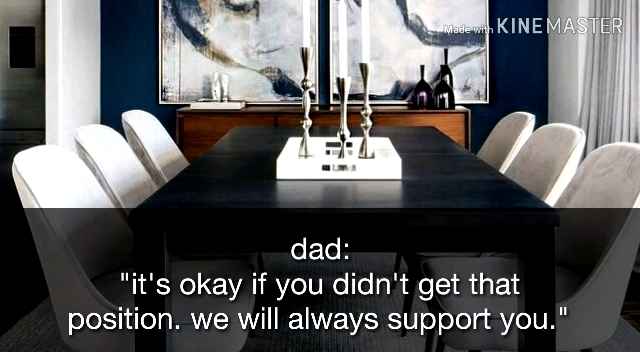 Made with KINEMASTER
dad:
"it's okay if you didn't get that
position. we will always support you."